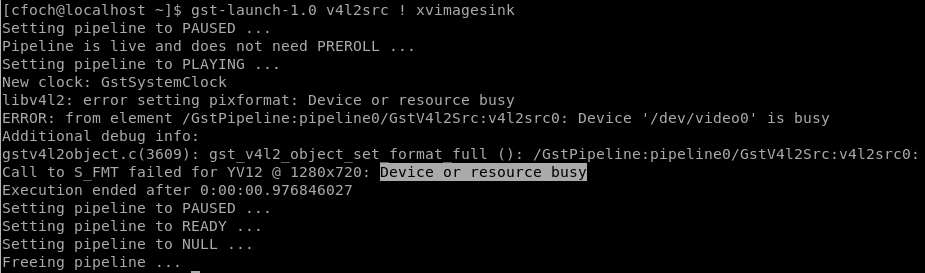 [cfoch@localhost ~]$ gst-launch-1.0 v4l2src ! xvimagesink
Setting pipeline to PAUSED ...
Pipeline is live and does not need PREROLL ...
Setting pipeline to PLAYING ...
New clock: GstSystemClock
libv4l2: error setting pixformat: Device or resource busy
ERROR: from element /GstPipeline:pipeline0/GstV4l2Src:v4l2src0: Device '/dev/video0' is busy
Additional debug info:
gstv4l2object.c(3609): gst_v4l2_object_set_format_full (): /GstPipeline:pipeline0/GstV4l2Src:v4l2src0:
Call to S_FMT failed for YV12 @ 1280x720: Device or resource busy
Execution ended after 0:00:00.976846027
Setting pipeline to PAUSED ...
Setting pipeline to READY ...
Setting pipeline to NULL ...
Freeing pipeline ...